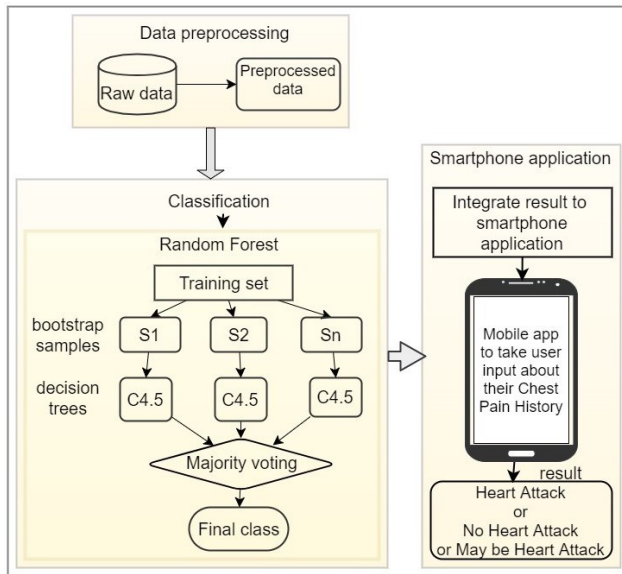 Data preprocessing
Raw data
Preprocessed
data
Classification
Random Forest
Training set
bootstrap
samples
S1
S2
Sn
decision
trees
C4.5
C4.5
C4.5
Majority voting
Final class
Smartphone application
Integrate result to
smartphone
application
Mobile app
to take user
input about
their Chest
Pain History
result
Heart Attack
or
No Heart Attack
or May be Heart Attack